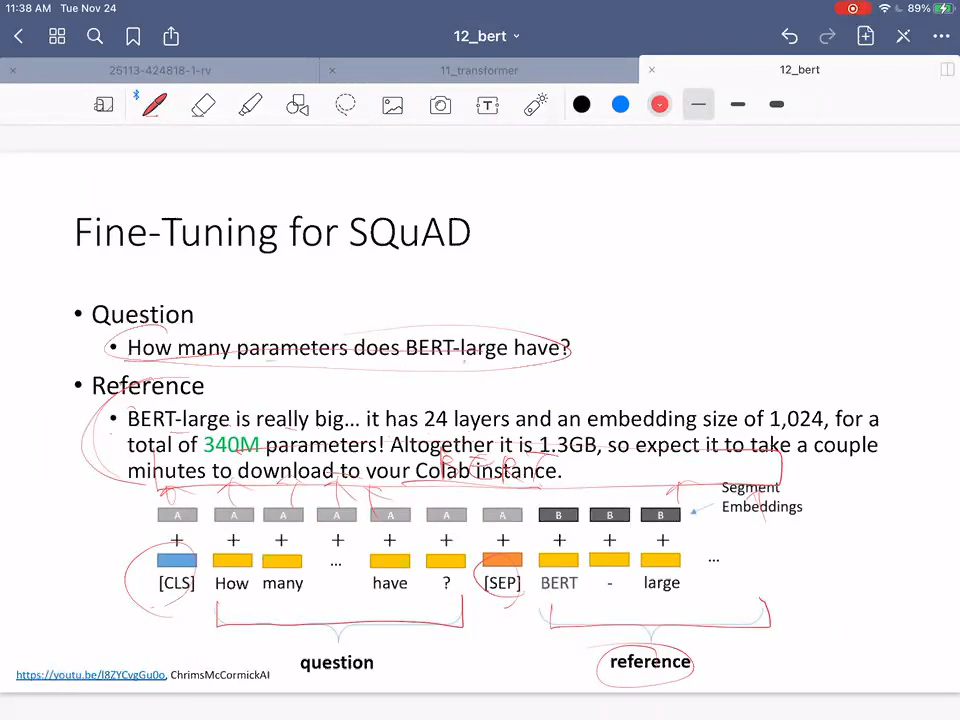 11:38 AM Tue Nov 24
89%
12_bert
25113-424818-1-rv
11_transformer
12_bert
T
Fine-Tuning for SQuAD
• Question
• How many parameters does BERT-large have?
• Reference
• BERT-large is really big… it has 24 layers and an embedding size of 1,024, for a
total of 340M parameters! Altogether it is 1.3GB, so expect it to take a couple
minutes to download to your Colab instance.
BERT
Segment
Embeddings
A A A A A A A B B B
+ + + + + + + + + +
… …
[CLS] How many have ? [SEP] BERT - large
question reference
https://youtu.be/l8ZYCvgGu0o, ChrimsMcCormickAI